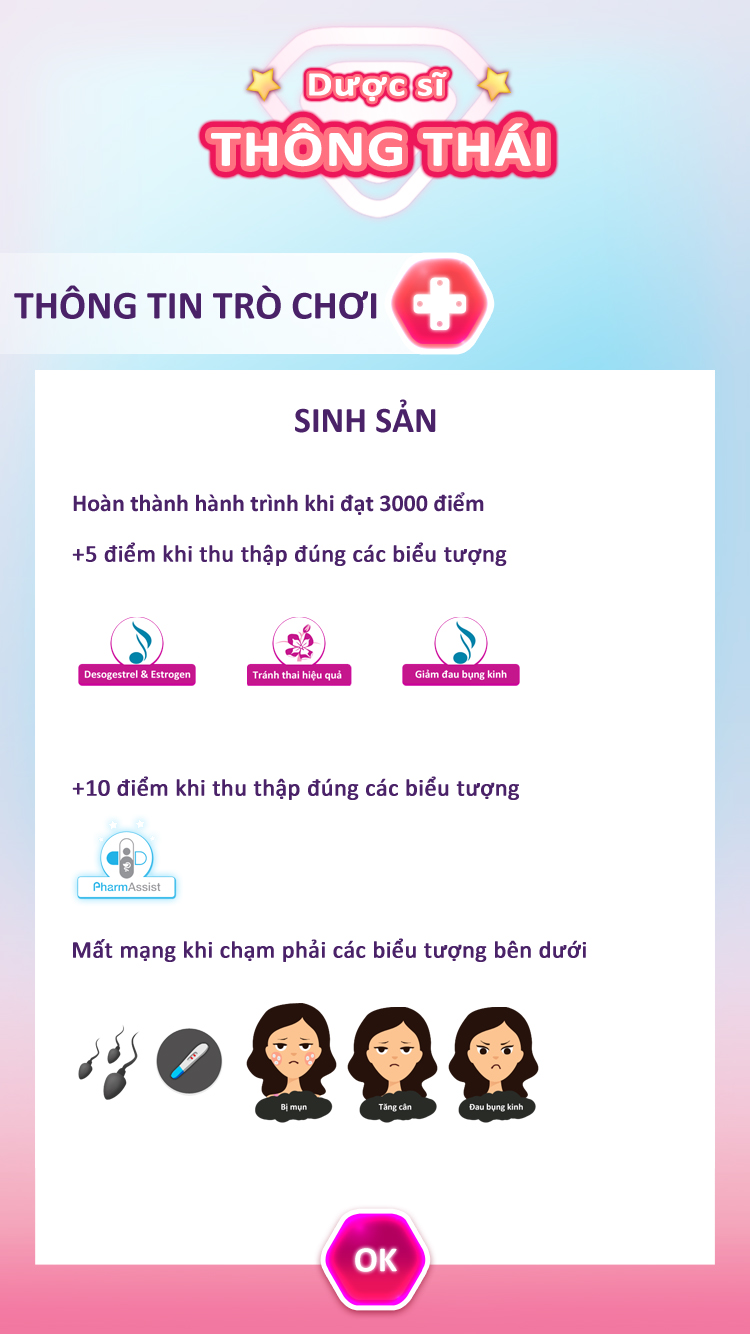 Dược sĩ
THÔNG THÁI
THÔNG TIN TRÒ CHƠI
SINH SẢN
Hoàn thành hành trình khi đạt 3000 điểm
+5 điểm khi thu thập đúng các biểu tượng
Desogestrel & Estrogen
Tránh thai hiệu quả
Giảm đau bụng kinh
+10 điểm khi thu thập đúng các biểu tượng
PharmAssist
Mất mạng khi chạm phải các biểu tượng bên dưới
Bị mụn
Tăng cân
Đau bụng kinh
OK